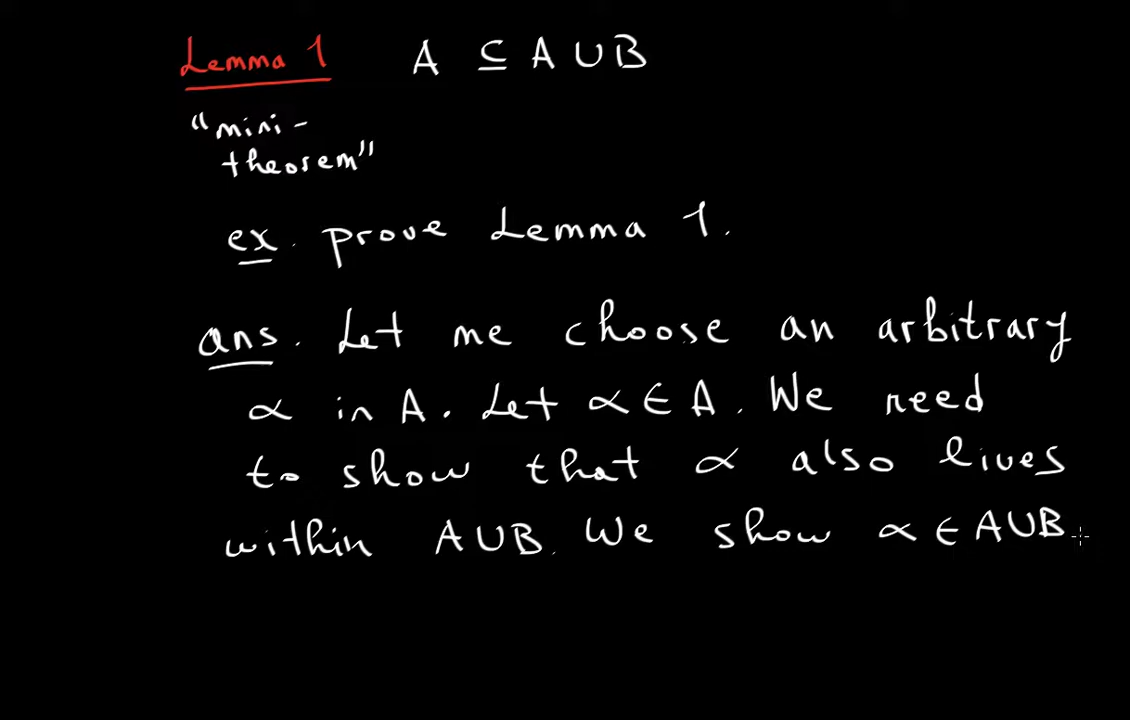 Lemma 1 A ⊆ A ∪ B
"mini-
theorem"
ex. prove Lemma 1.
ans. Let me choose an arbitrary
α in A. Let α ∈ A. We need
to show that α also lives
within A∪B. We show α ∈ A∪B.